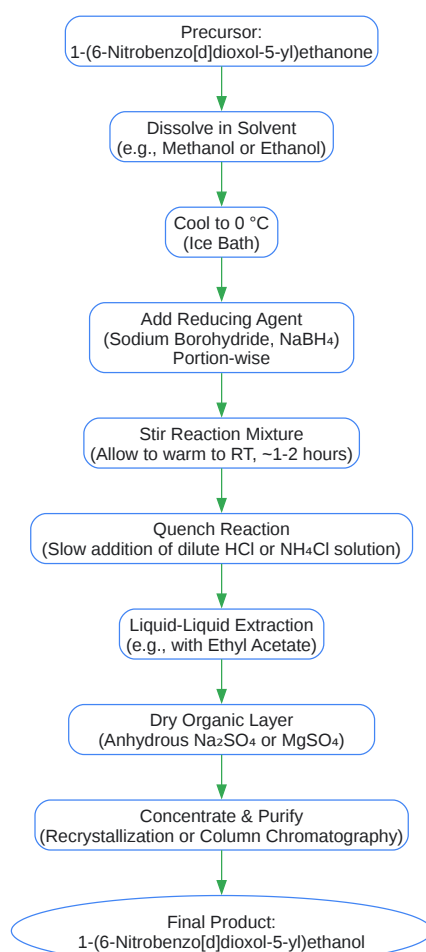 Precursor:
1-(6-Nitrobenzo[d]dioxol-5-yl)ethanone
Dissolve in Solvent
(e.g., Methanol or Ethanol)
Cool to 0 °C
(Ice Bath)
Add Reducing Agent
(Sodium Borohydride, NaBH₄)
Portion-wise
Stir Reaction Mixture
(Allow to warm to RT, ~1-2 hours)
Quench Reaction
(Slow addition of dilute HCl or NH₄Cl solution)
Liquid-Liquid Extraction
(e.g., with Ethyl Acetate)
Dry Organic Layer
(Anhydrous Na₂SO₄ or MgSO₄)
Concentrate & Purify
(Recrystallization or Column Chromatography)
Final Product:
1-(6-Nitrobenzo[d]dioxol-5-yl)ethanol